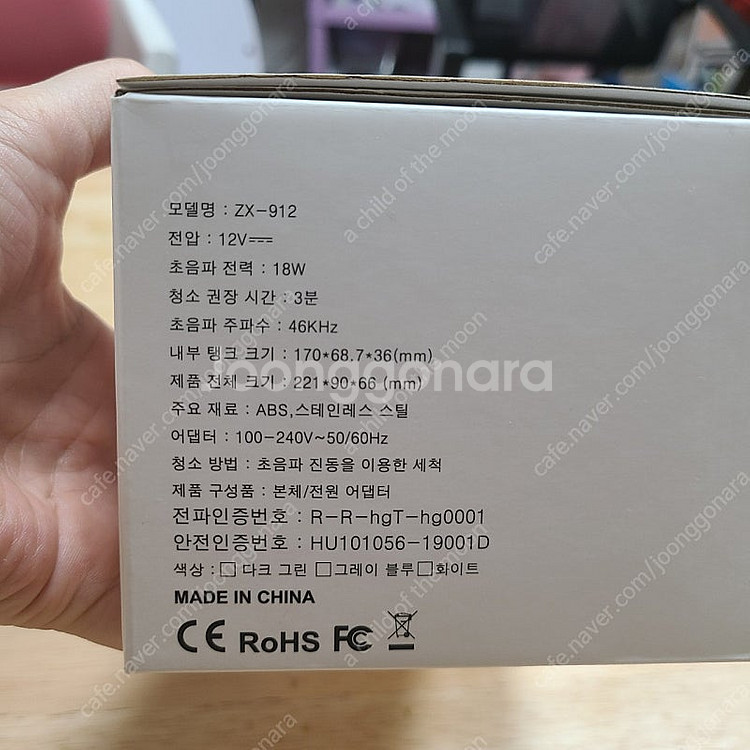 모델명 : ZX-912
전압 : 12V⎓
초음파 전력 : 18W
청소 권장 시간 : 3분
초음파 주파수 : 46KHz
내부 탱크 크기 : 170*68.7*36(mm)
제품 전체 크기 : 221*90*66 (mm)
주요 재료 : ABS,스테인레스 스틸
어댑터 : 100-240V~50/60Hz
청소 방법 : 초음파 진동을 이용한 세척
제품 구성품 : 본체/전원 어댑터
전파인증번호 : R-R-hgT-hg0001
안전인증번호 : HU101056-19001D
색상 : □ 다크 그린 □그레이 블루□화이트
MADE IN CHINA
CE RoHS FC
joonggonara
cafe.naver.com/joonggonara
a child of the moon